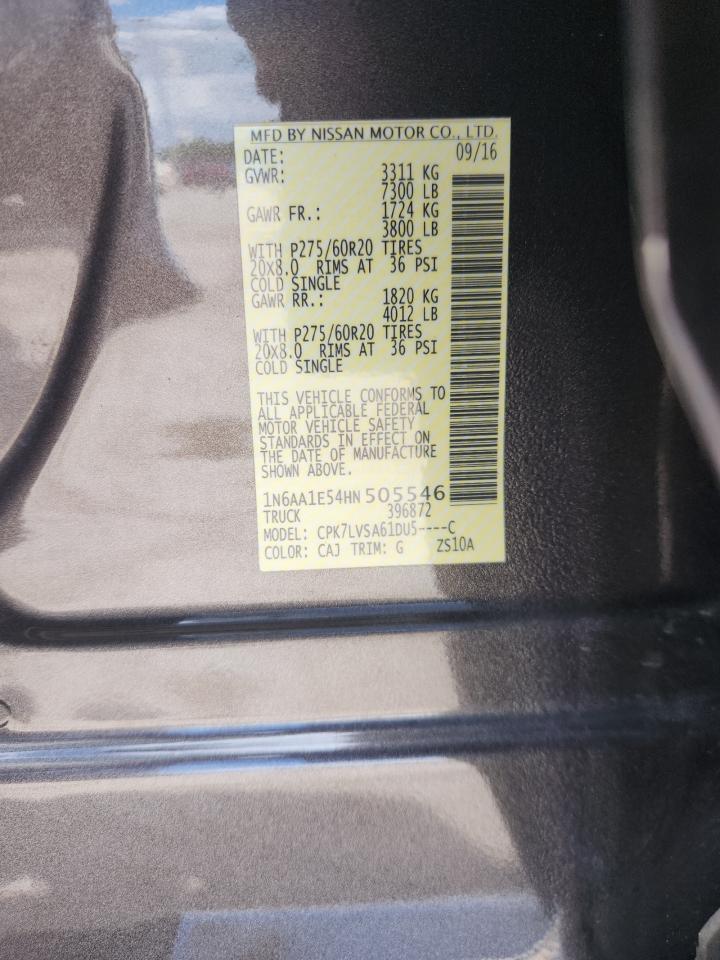 MFD BY NISSAN MOTOR CO., LTD.
DATE: 09/16
GVWR: 3311 KG
7300 LB
GAWR FR.: 1724 KG
3800 LB
WITH P275/60R20 TIRES
20X8.0 RIMS AT 36 PSI
COLD SINGLE
GAWR RR.: 1820 KG
4012 LB
WITH P275/60R20 TIRES
20X8.0 RIMS AT 36 PSI
COLD SINGLE
THIS VEHICLE CONFORMS TO
ALL APPLICABLE FEDERAL
MOTOR VEHICLE SAFETY
STANDARDS IN EFFECT ON
THE DATE OF MANUFACTURE
SHOWN ABOVE.
1N6AA1E54HN505546
TRUCK 396872
MODEL: CPK7LVSA61DU5----C
COLOR: CAJ TRIM: G ZS10A